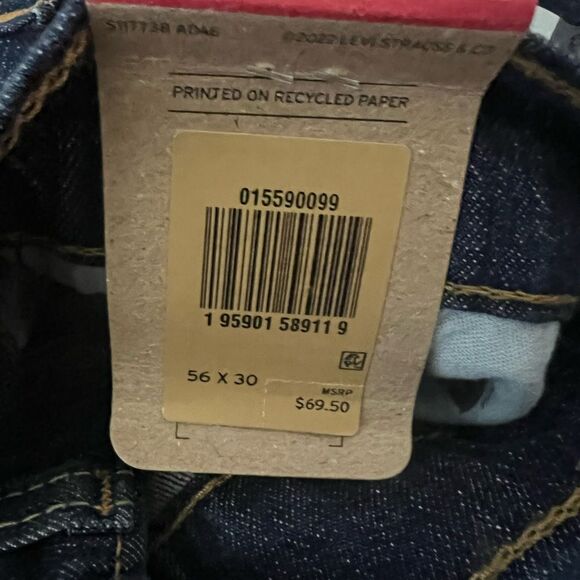 S117738 AD46 ©2022 LEVI STRAUSS & CO
PRINTED ON RECYCLED PAPER
015590099
1 95901 58911 9
56 X 30
MSRP
$69.50